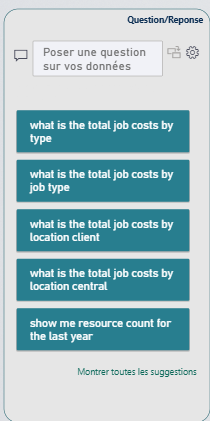 Question/Reponse
Poser une question
sur vos données
what is the total job costs by
type
what is the total job costs by
job type
what is the total job costs by
location client
what is the total job costs by
location central
show me resource count for
the last year
Montrer toutes les suggestions